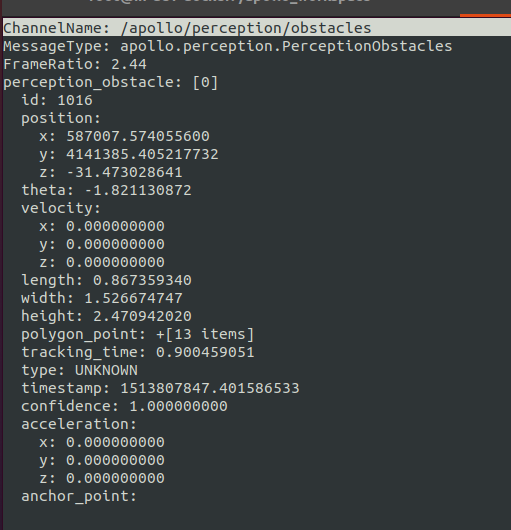 ChannelName: /apollo/perception/obstacles
MessageType: apollo.perception.PerceptionObstacles
FrameRatio: 2.44
perception_obstacle: [0]
id: 1016
position:
x: 587007.574055600
y: 4141385.405217732
z: -31.473028641
theta: -1.821130872
velocity:
x: 0.000000000
y: 0.000000000
z: 0.000000000
length: 0.867359340
width: 1.526674747
height: 2.470942020
polygon_point: +[13 items]
tracking_time: 0.900459051
type: UNKNOWN
timestamp: 1513807847.401586533
confidence: 1.000000000
acceleration:
x: 0.000000000
y: 0.000000000
z: 0.000000000
anchor_point: